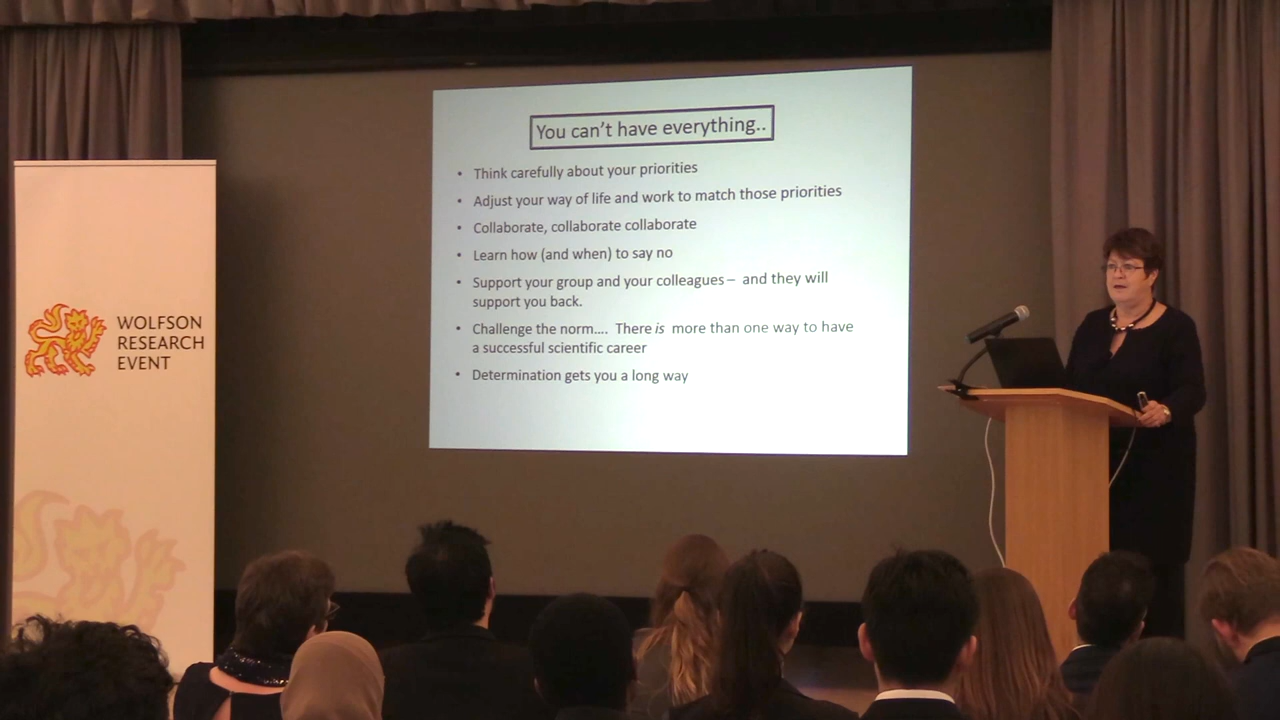 You can't have everything..
• Think carefully about your priorities
• Adjust your way of life and work to match those priorities
• Collaborate, collaborate collaborate
• Learn how (and when) to say no
• Support your group and your colleagues – and they will
support you back.
• Challenge the norm.... There is more than one way to have
a successful scientific career
• Determination gets you a long way
WOLFSON
RESEARCH
EVENT